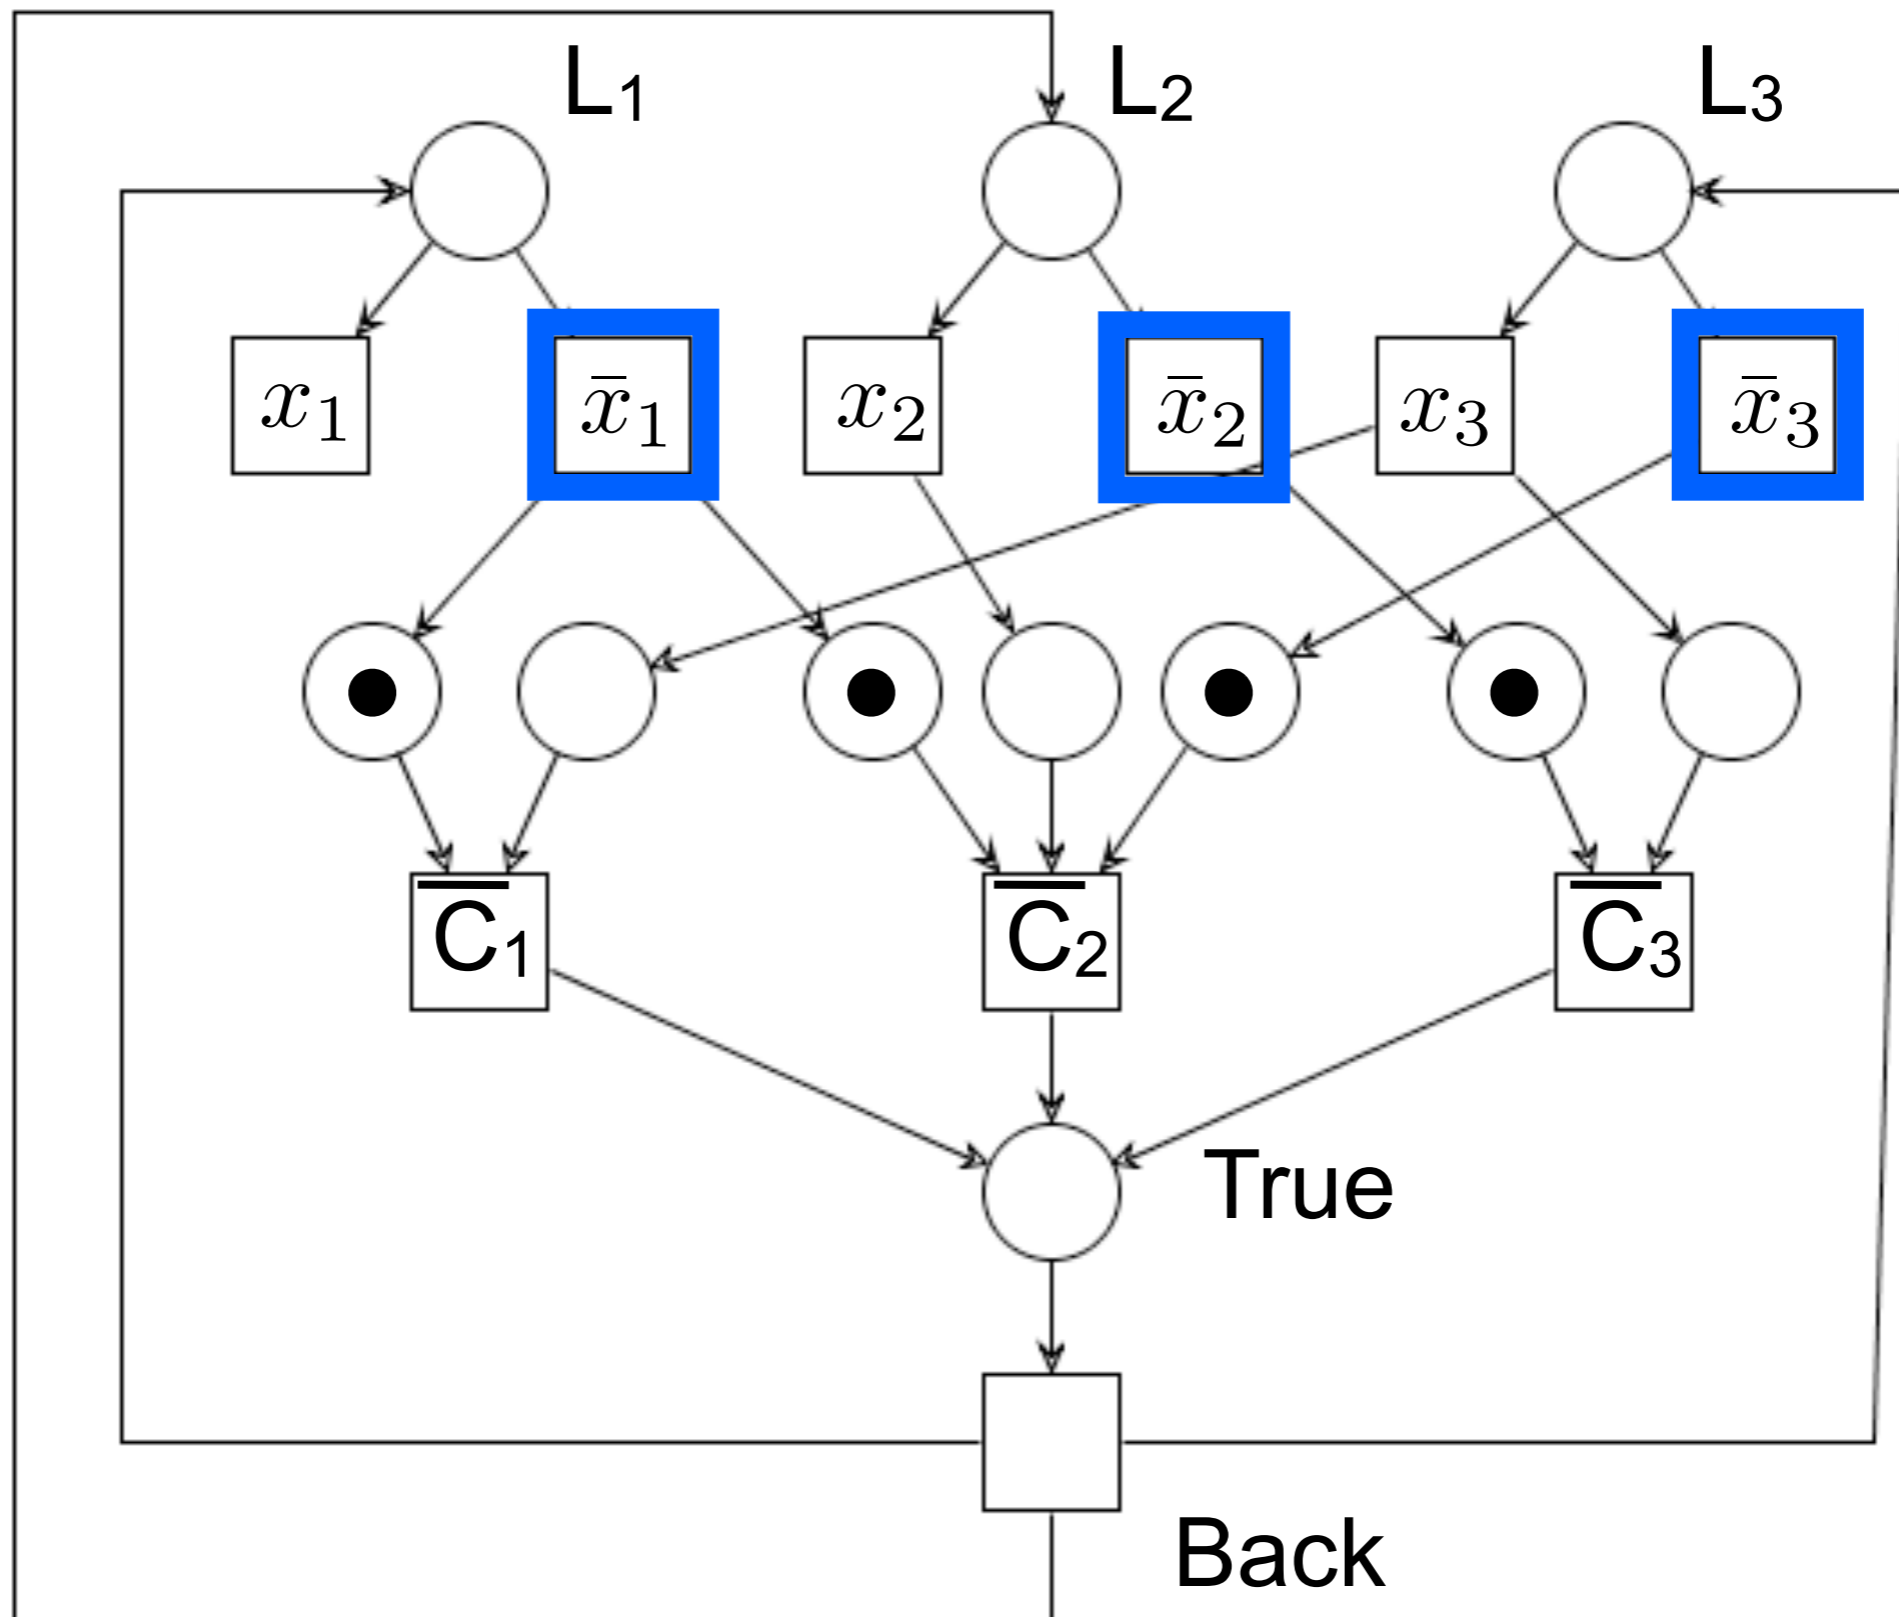 L₁ L₂ L₃
x₁ x̄₁ x₂ x̄₂ x₃ x̄₃
C̅₁ C̅₂ C̅₃
True
Back